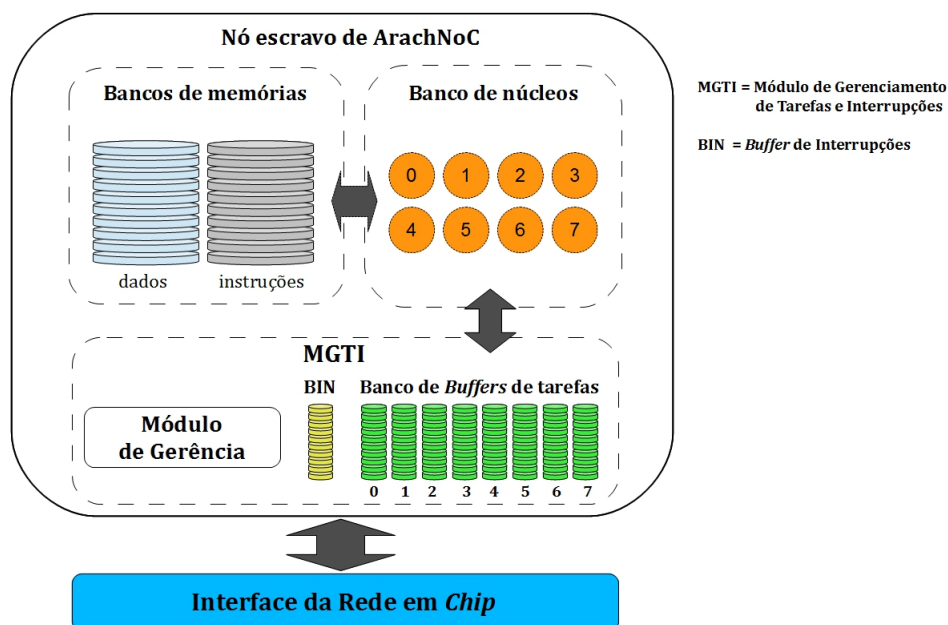 Nó escravo de ArachNoC
Bancos de memórias
Banco de núcleos
MGTI = Módulo de Gerenciamento
de Tarefas e Interrupções
BIN = Buffer de Interrupções
0 1 2 3
4 5 6 7
dados instruções
MGTI
BIN Banco de Buffers de tarefas
Módulo
de Gerência
0 1 2 3 4 5 6 7
Interface da Rede em Chip